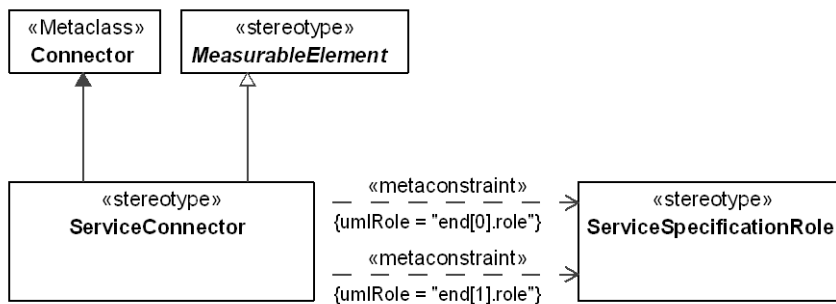 «Metaclass»
Connector
«stereotype»
MeasurableElement
«stereotype»
ServiceConnector
«metaconstraint»
{umlRole = "end[0].role"}
«metaconstraint»
{umlRole = "end[1].role"}
«stereotype»
ServiceSpecificationRole